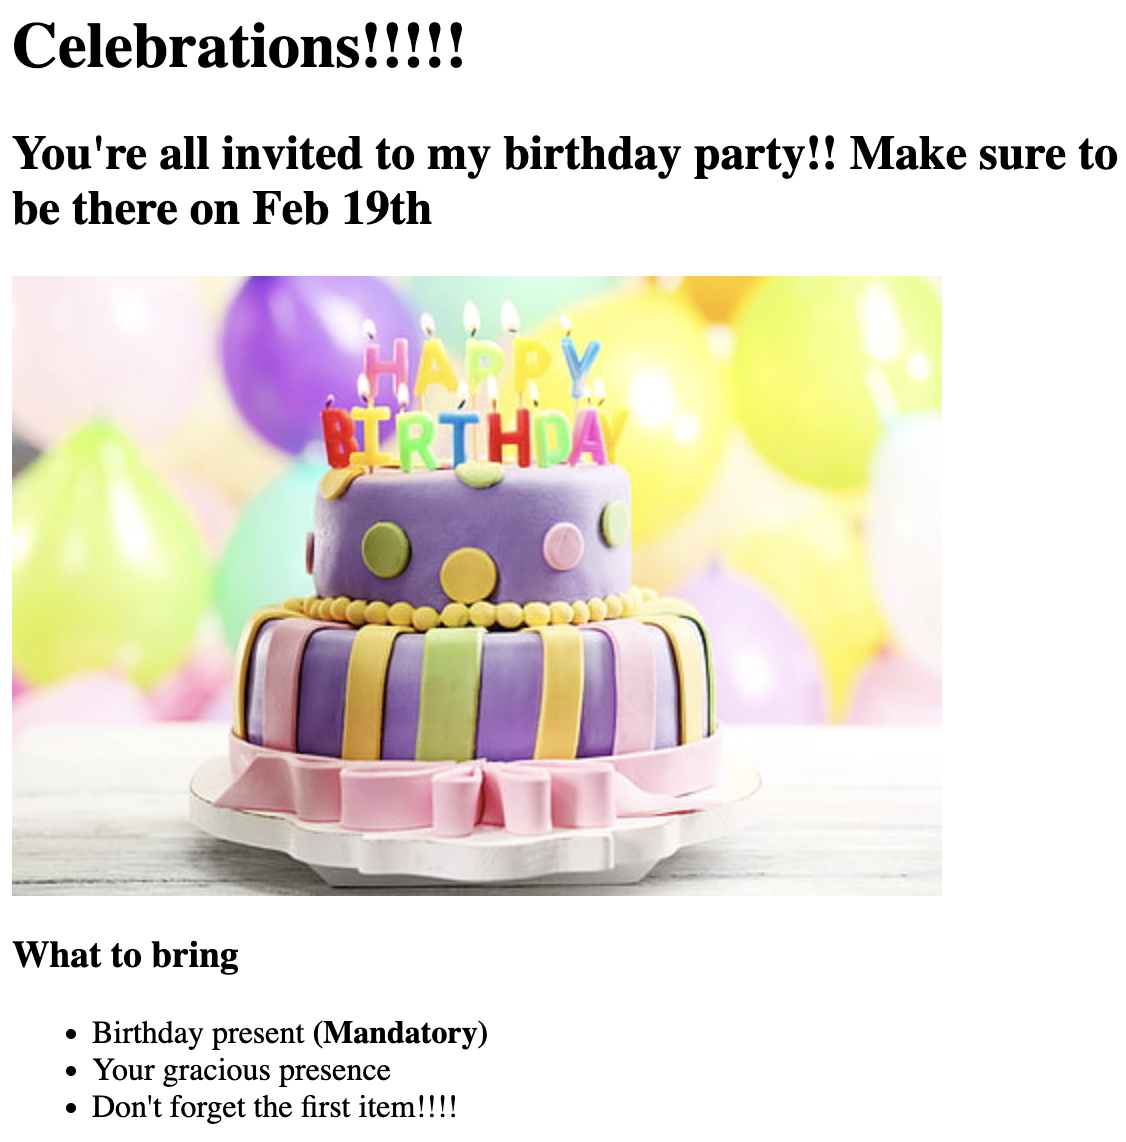 Celebrations!!!!!
You're all invited to my birthday party!! Make sure to
be there on Feb 19th
HAPPY
BIRTHDAY
What to bring
Birthday present (Mandatory)
Your gracious presence
Don't forget the first item!!!!